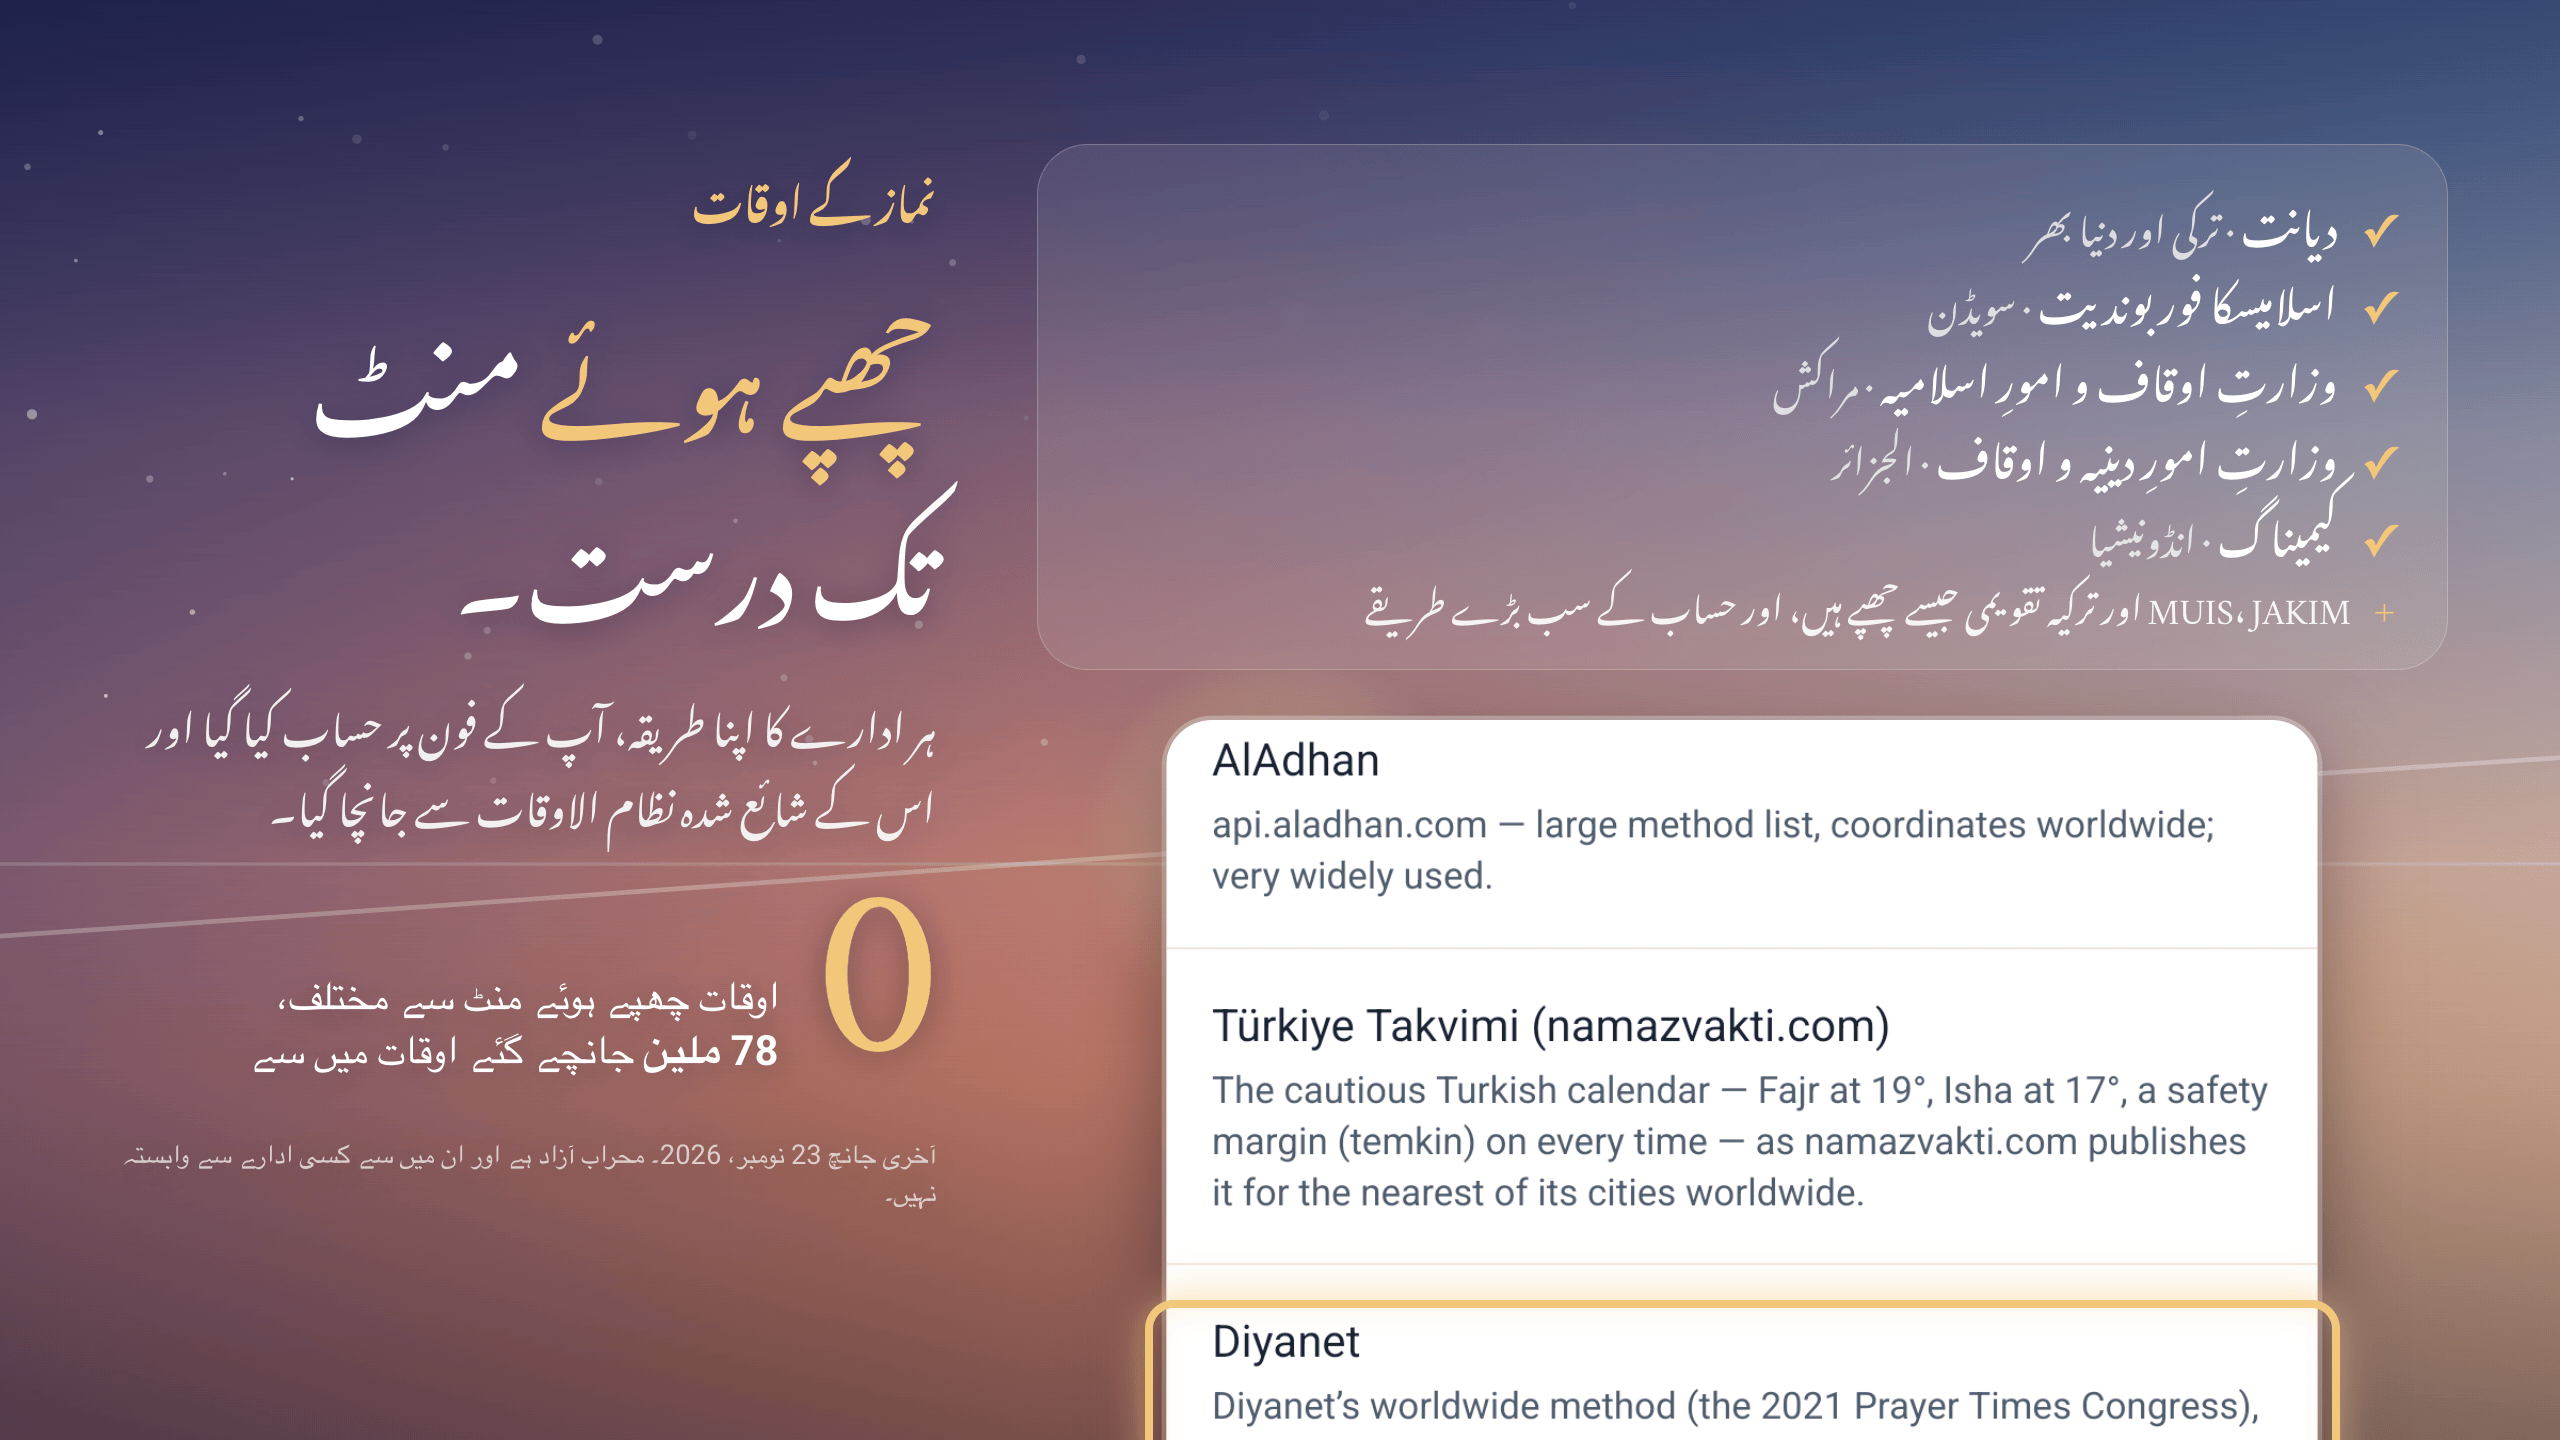 نماز کے اوقات
چھپے ہوئے منٹ
تک درست۔
ہر ادارے کا اپنا طریقہ، آپ کے فون پر حساب کیا گیا اور
اس کے شائع شدہ نظام الاوقات سے جانچا گیا۔
0
اوقات چھپے ہوئے منٹ سے مختلف،
78 ملین جانچے گئے اوقات میں سے
آخری جانچ 23 نومبر، 2026۔ محراب آزاد ہے اور ان میں سے کسی ادارے سے وابستہ
نہیں۔
✓ دیانت · ترکی اور دنیا بھر
✓ اسلامیسکا فوربوندیت · سویڈن
✓ وزارتِ اوقاف و امورِ اسلامیہ · مراکش
✓ وزارتِ امورِ دینیہ و اوقاف · الجزائر
✓ کیمیناگ · انڈونیشیا
+ MUIS، JAKIM اور ترکیہ تقویمی جیسے چھپے ہیں، اور حساب کے سب بڑے طریقے
AlAdhan
api.aladhan.com — large method list, coordinates worldwide;
very widely used.
Türkiye Takvimi (namazvakti.com)
The cautious Turkish calendar — Fajr at 19°, Isha at 17°, a safety
margin (temkin) on every time — as namazvakti.com publishes
it for the nearest of its cities worldwide.
Diyanet
Diyanet’s worldwide method (the 2021 Prayer Times Congress),